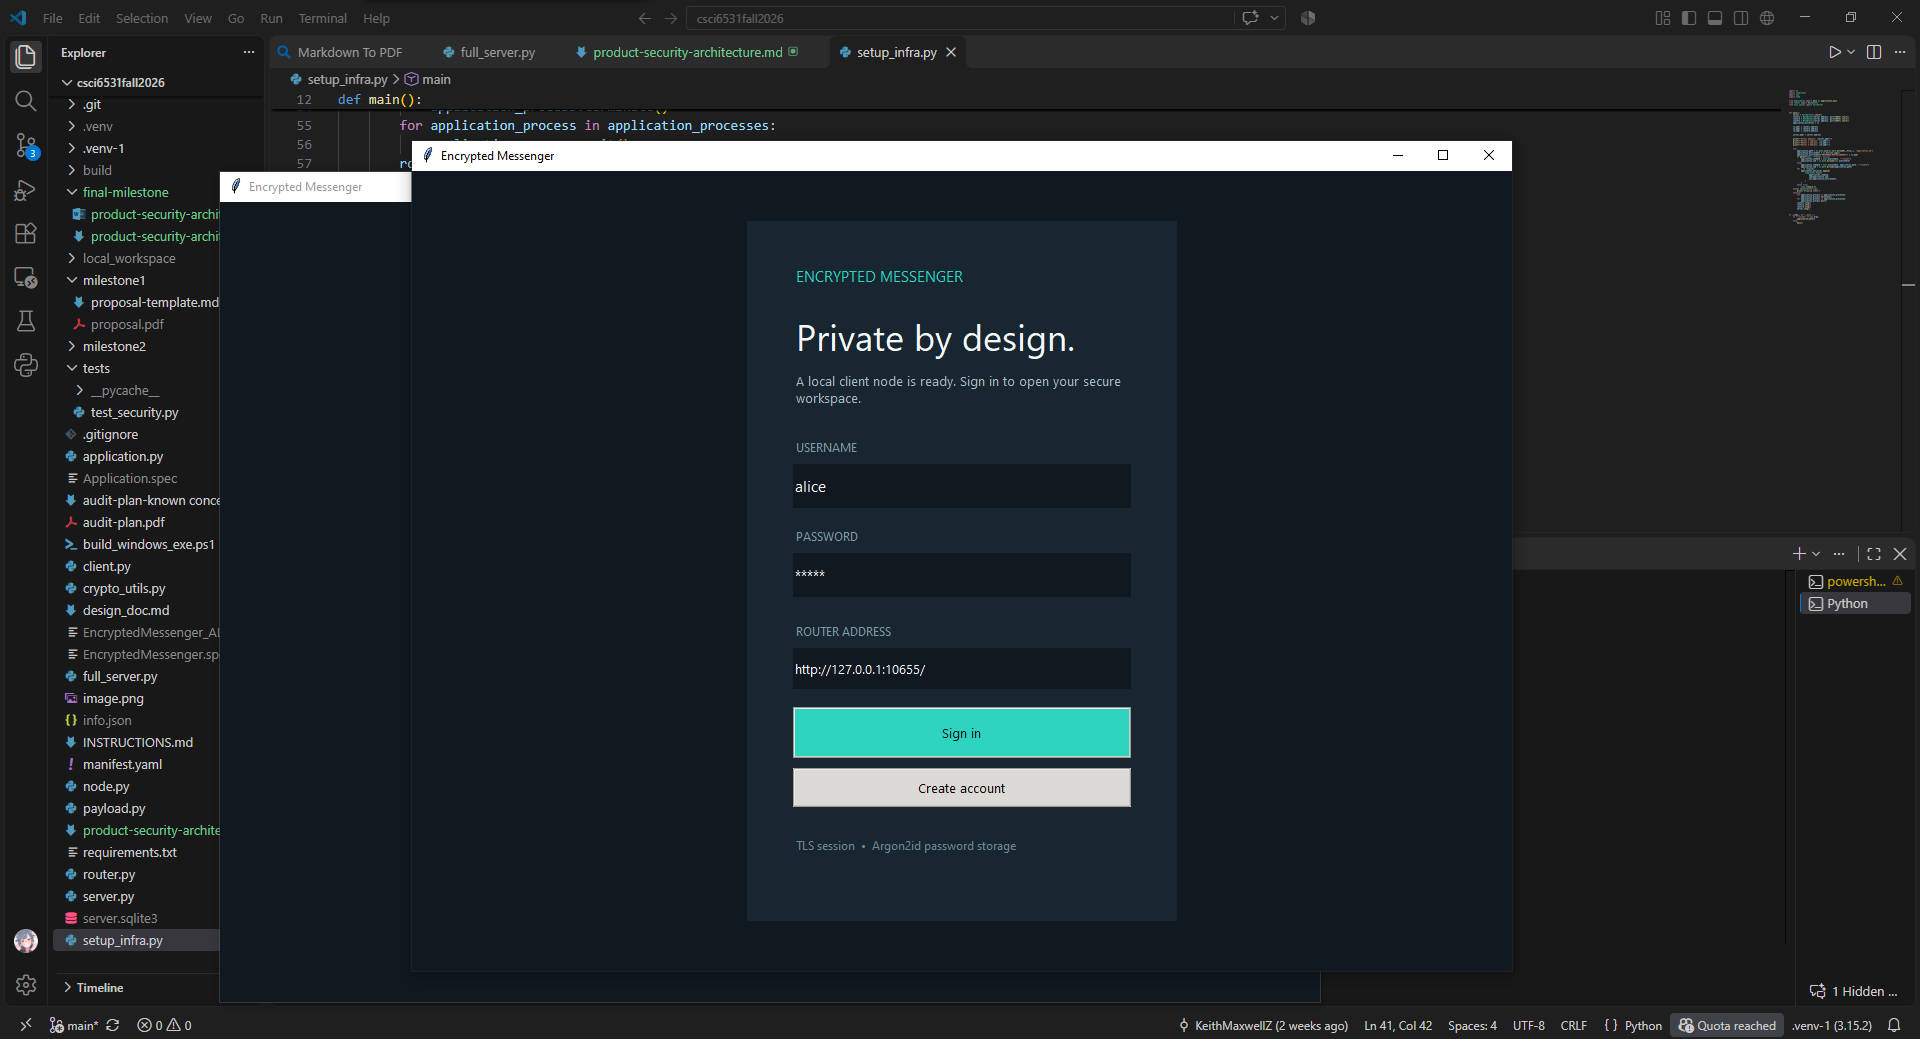 File Edit Selection View Go Run Terminal Help
csci6531fall2026
Explorer
Markdown To PDF
full_server.py
product-security-architecture.md
setup_infra.py
csci6531fall2026
setup_infra.py > main
.git
12 def main():
.venv
55 for application_process in application_processes:
.venv-1
56
57
build
final-milestone
product-security-archi
product-security-archi
local_workspace
milestone1
proposal-template.md
proposal.pdf
milestone2
tests
__pycache__
test_security.py
.gitignore
application.py
Application.spec
audit-plan-known conce
audit-plan.pdf
build_windows_exe.ps1
client.py
crypto_utils.py
design_doc.md
EncryptedMessenger_Al
EncryptedMessenger.sp
full_server.py
image.png
info.json
INSTRUCTIONS.md
manifest.yaml
node.py
payload.py
product-security-archite
requirements.txt
router.py
server.py
server.sqlite3
setup_infra.py
Timeline
Encrypted Messenger
Encrypted Messenger
ENCRYPTED MESSENGER
Private by design.
A local client node is ready. Sign in to open your secure
workspace.
USERNAME
alice
PASSWORD
*****
ROUTER ADDRESS
http://127.0.0.1:10655/
Sign in
Create account
TLS session • Argon2id password storage
powersh...
Python
1 Hidden ...
3
main* 0 0
KeithMaxwellZ (2 weeks ago) Ln 41, Col 42 Spaces: 4 UTF-8 CRLF { } Python Quota reached .venv-1 (3.15.2)